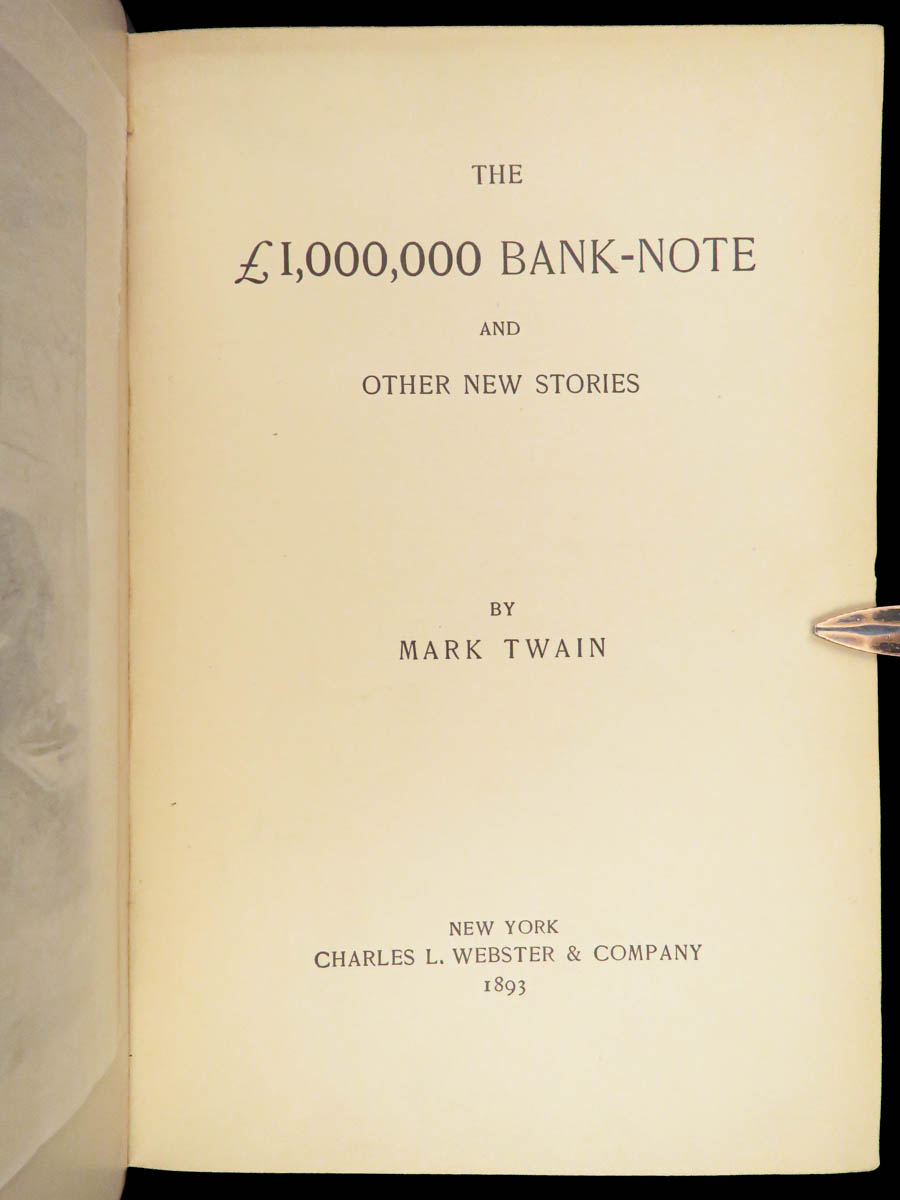 THE
£1,000,000 BANK-NOTE
AND
OTHER NEW STORIES
BY
MARK TWAIN
NEW YORK
CHARLES L. WEBSTER & COMPANY
1893